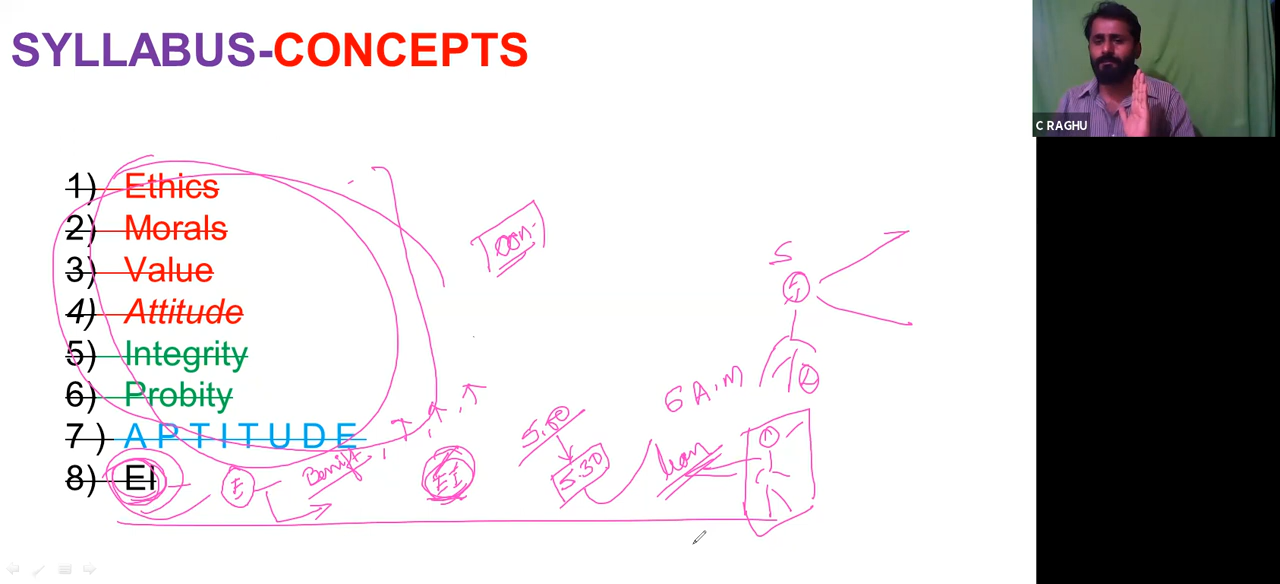 SYLLABUS-CONCEPTS
C RAGHU
1) Ethics
2) Morals
3) Value
4) Attitude
5) Integrity
6) Probity
7 ) A P T I T U D E
8) EI
E
EI
5.30
6 A.M
S